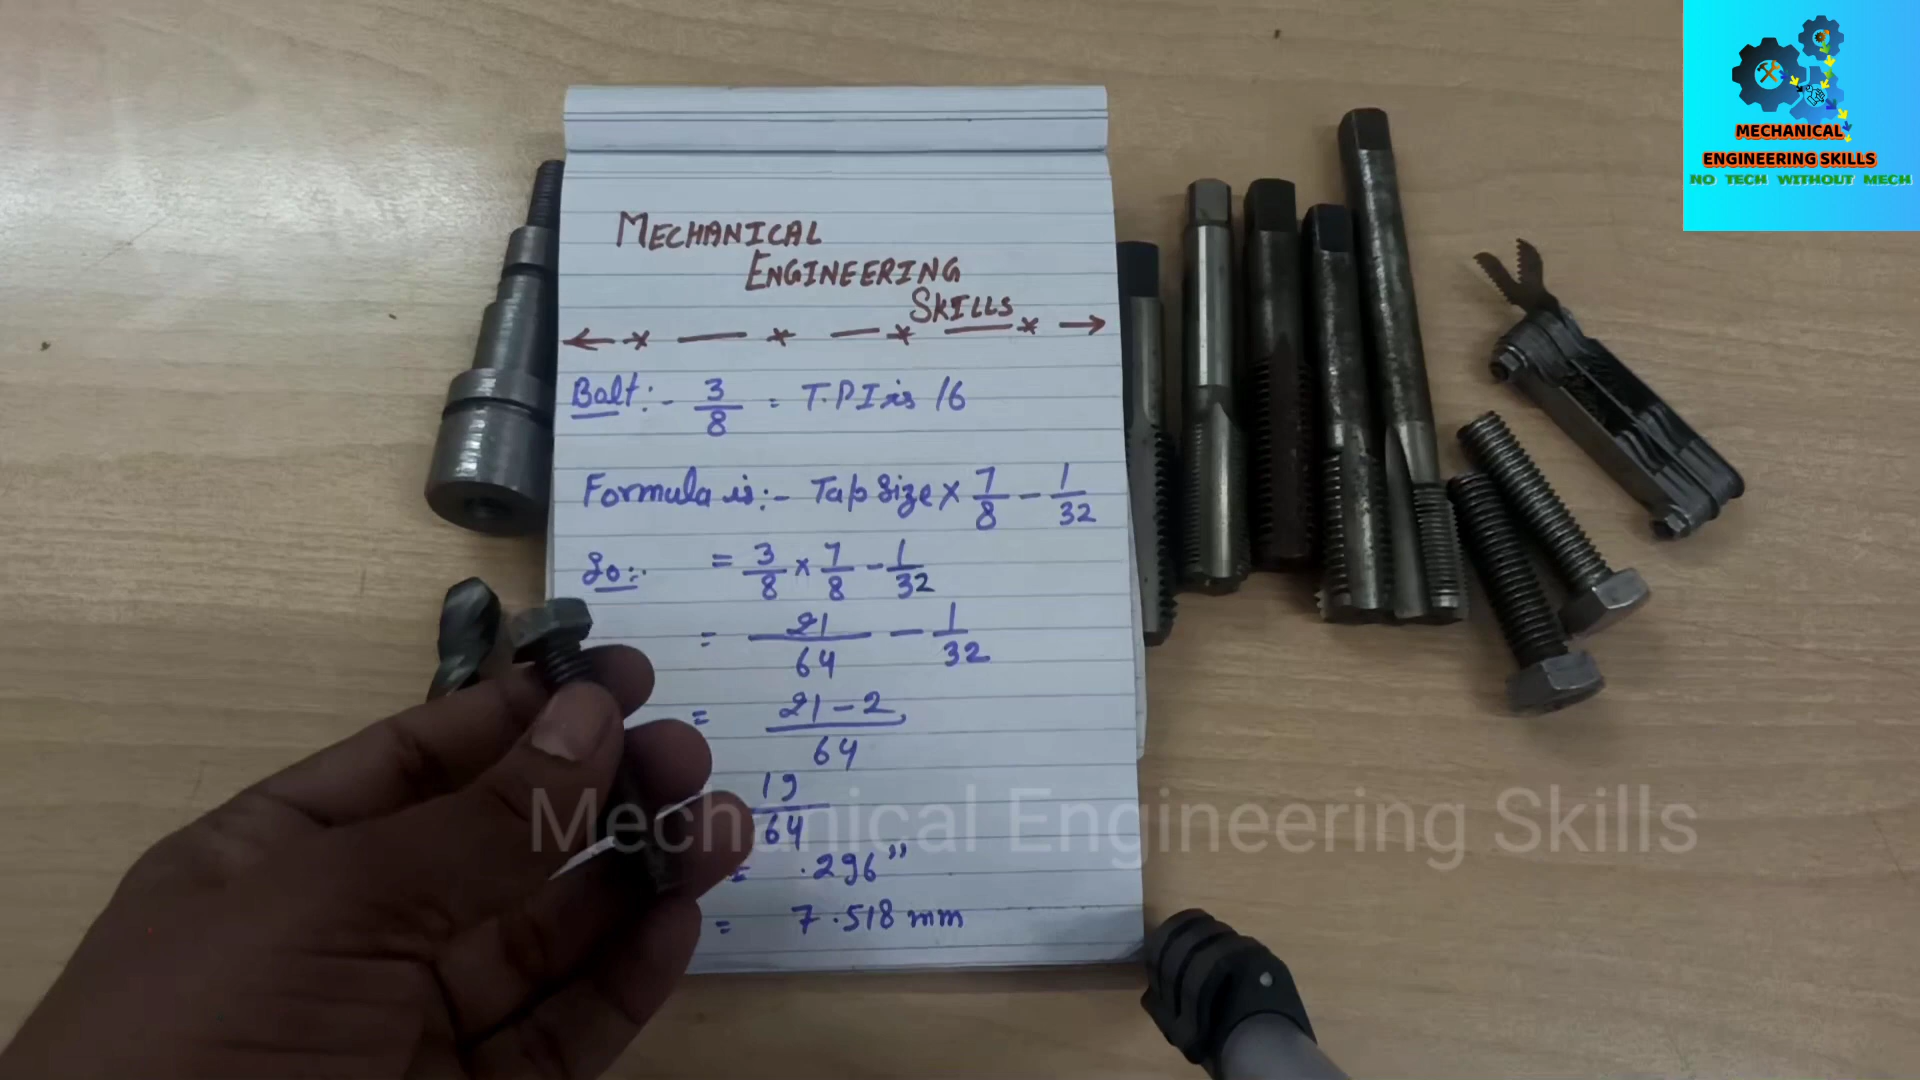 MECHANICAL
ENGINEERING SKILLS
NO TECH WITHOUT MECH
MECHANICAL
ENGINEERING
SKILLS
Bolt:- 3/8 = T.P.I is 16
Formula is:- Tap Size × 7/8 - 1/32
So:- = 3/8 × 7/8 - 1/32
= 21/64 - 1/32
= 21-2/64
19/64
= .296"
= 7.518 mm
Mechanical Engineering Skills